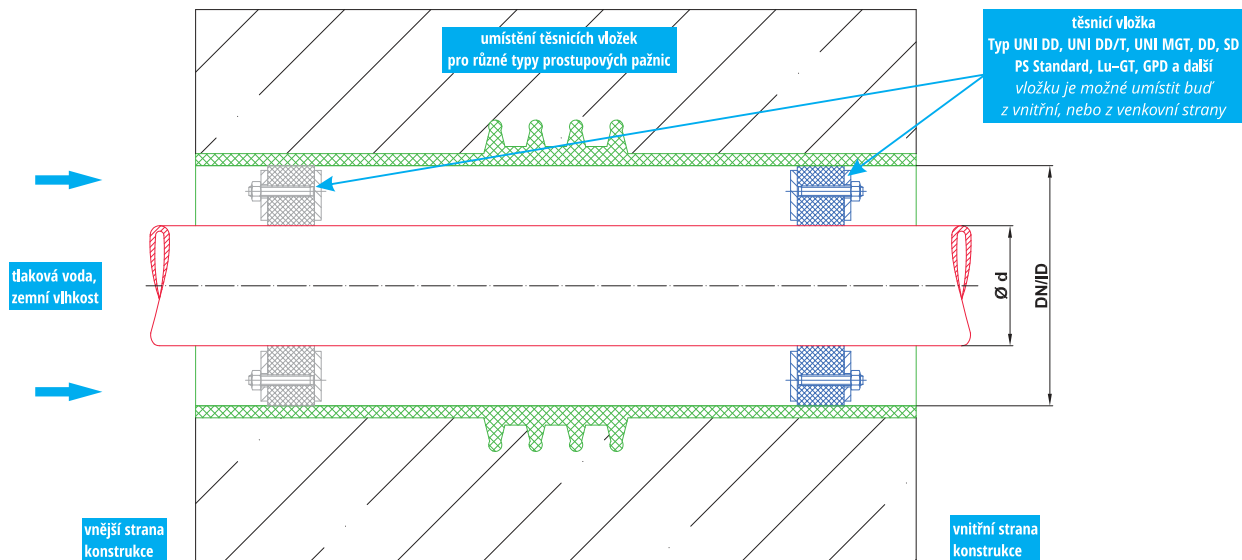 umístění těsnicích vložek
pro různé typy prostupových pažnic
těsnicí vložka
Typ UNI DD, UNI DD/T, UNI MGT, DD, SD
PS Standard, Lu–GT, GPD a další
vložku je možné umístit buď
z vnitřní, nebo z venkovní strany
tlaková voda,
zemní vlhkost
Ø d
DN/ID
vnější strana
konstrukce
vnitřní strana
konstrukce